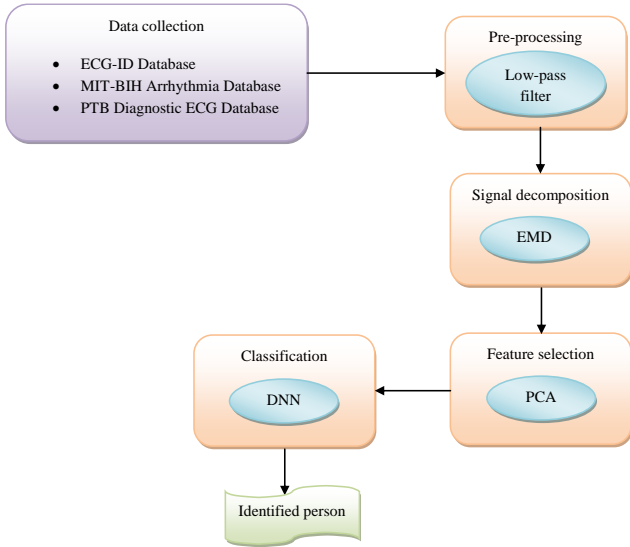 Data collection
• ECG-ID Database
• MIT-BIH Arrhythmia Database
• PTB Diagnostic ECG Database
Pre-processing
Low-pass
filter
Signal decomposition
EMD
Feature selection
PCA
Classification
DNN
Identified person